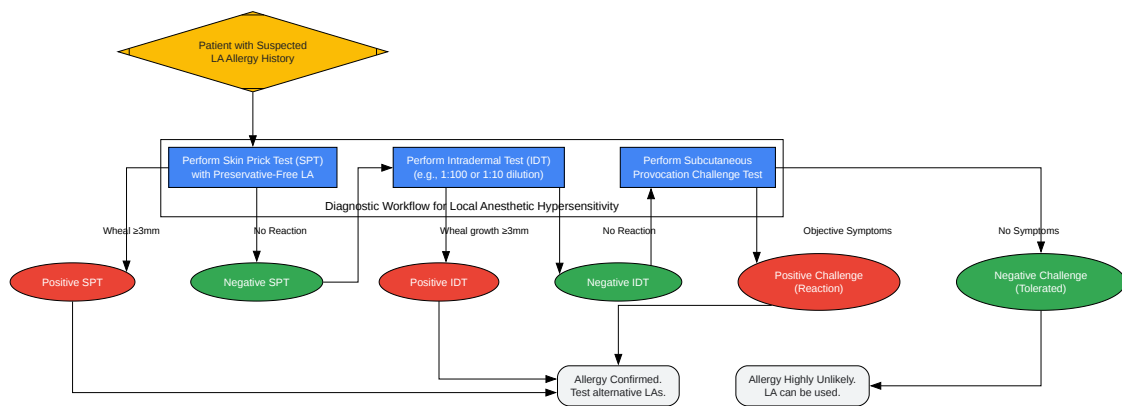 Patient with Suspected
LA Allergy History
Perform Skin Prick Test (SPT)
with Preservative-Free LA
Perform Intradermal Test (IDT)
(e.g., 1:100 or 1:10 dilution)
Perform Subcutaneous
Provocation Challenge Test
Diagnostic Workflow for Local Anesthetic Hypersensitivity
Wheal ≥3mm
No Reaction
Wheal growth ≥3mm
No Reaction
Objective Symptoms
No Symptoms
Positive SPT
Negative SPT
Positive IDT
Negative IDT
Positive Challenge
(Reaction)
Negative Challenge
(Tolerated)
Allergy Confirmed.
Test alternative LAs.
Allergy Highly Unlikely.
LA can be used.